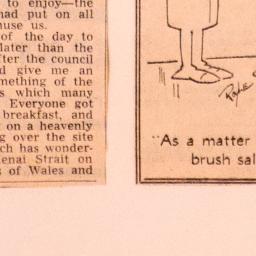 to enjoy—the
had put on all
use us.
of the day to
later than the
fter the council
d give me an
mething of the
s which many
Everyone got
breakfast, and
on a heavenly
g over the site
ch has wonder-
enai Strait on
s of Wales and
"As a matter
brush sal